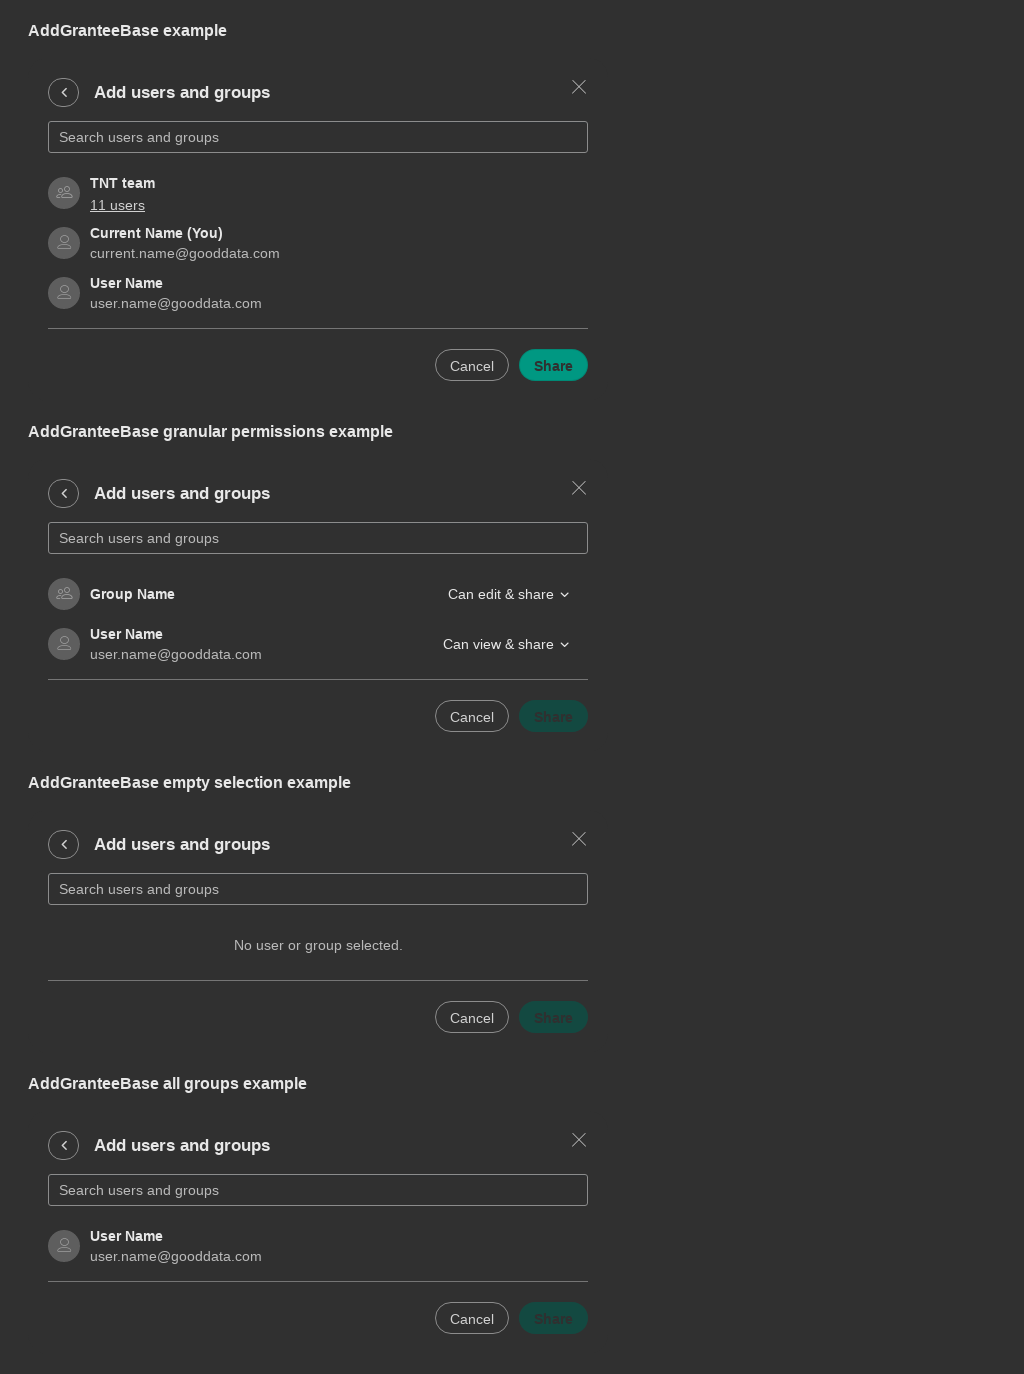 AddGranteeBase example
Add users and groups
Search users and groups
TNT team
11 users
Current Name (You)
current.name@gooddata.com
User Name
user.name@gooddata.com
Cancel Share
AddGranteeBase granular permissions example
Add users and groups
Search users and groups
Group Name Can edit & share
User Name
user.name@gooddata.com Can view & share
Cancel Share
AddGranteeBase empty selection example
Add users and groups
Search users and groups
No user or group selected.
Cancel Share
AddGranteeBase all groups example
Add users and groups
Search users and groups
User Name
user.name@gooddata.com
Cancel Share